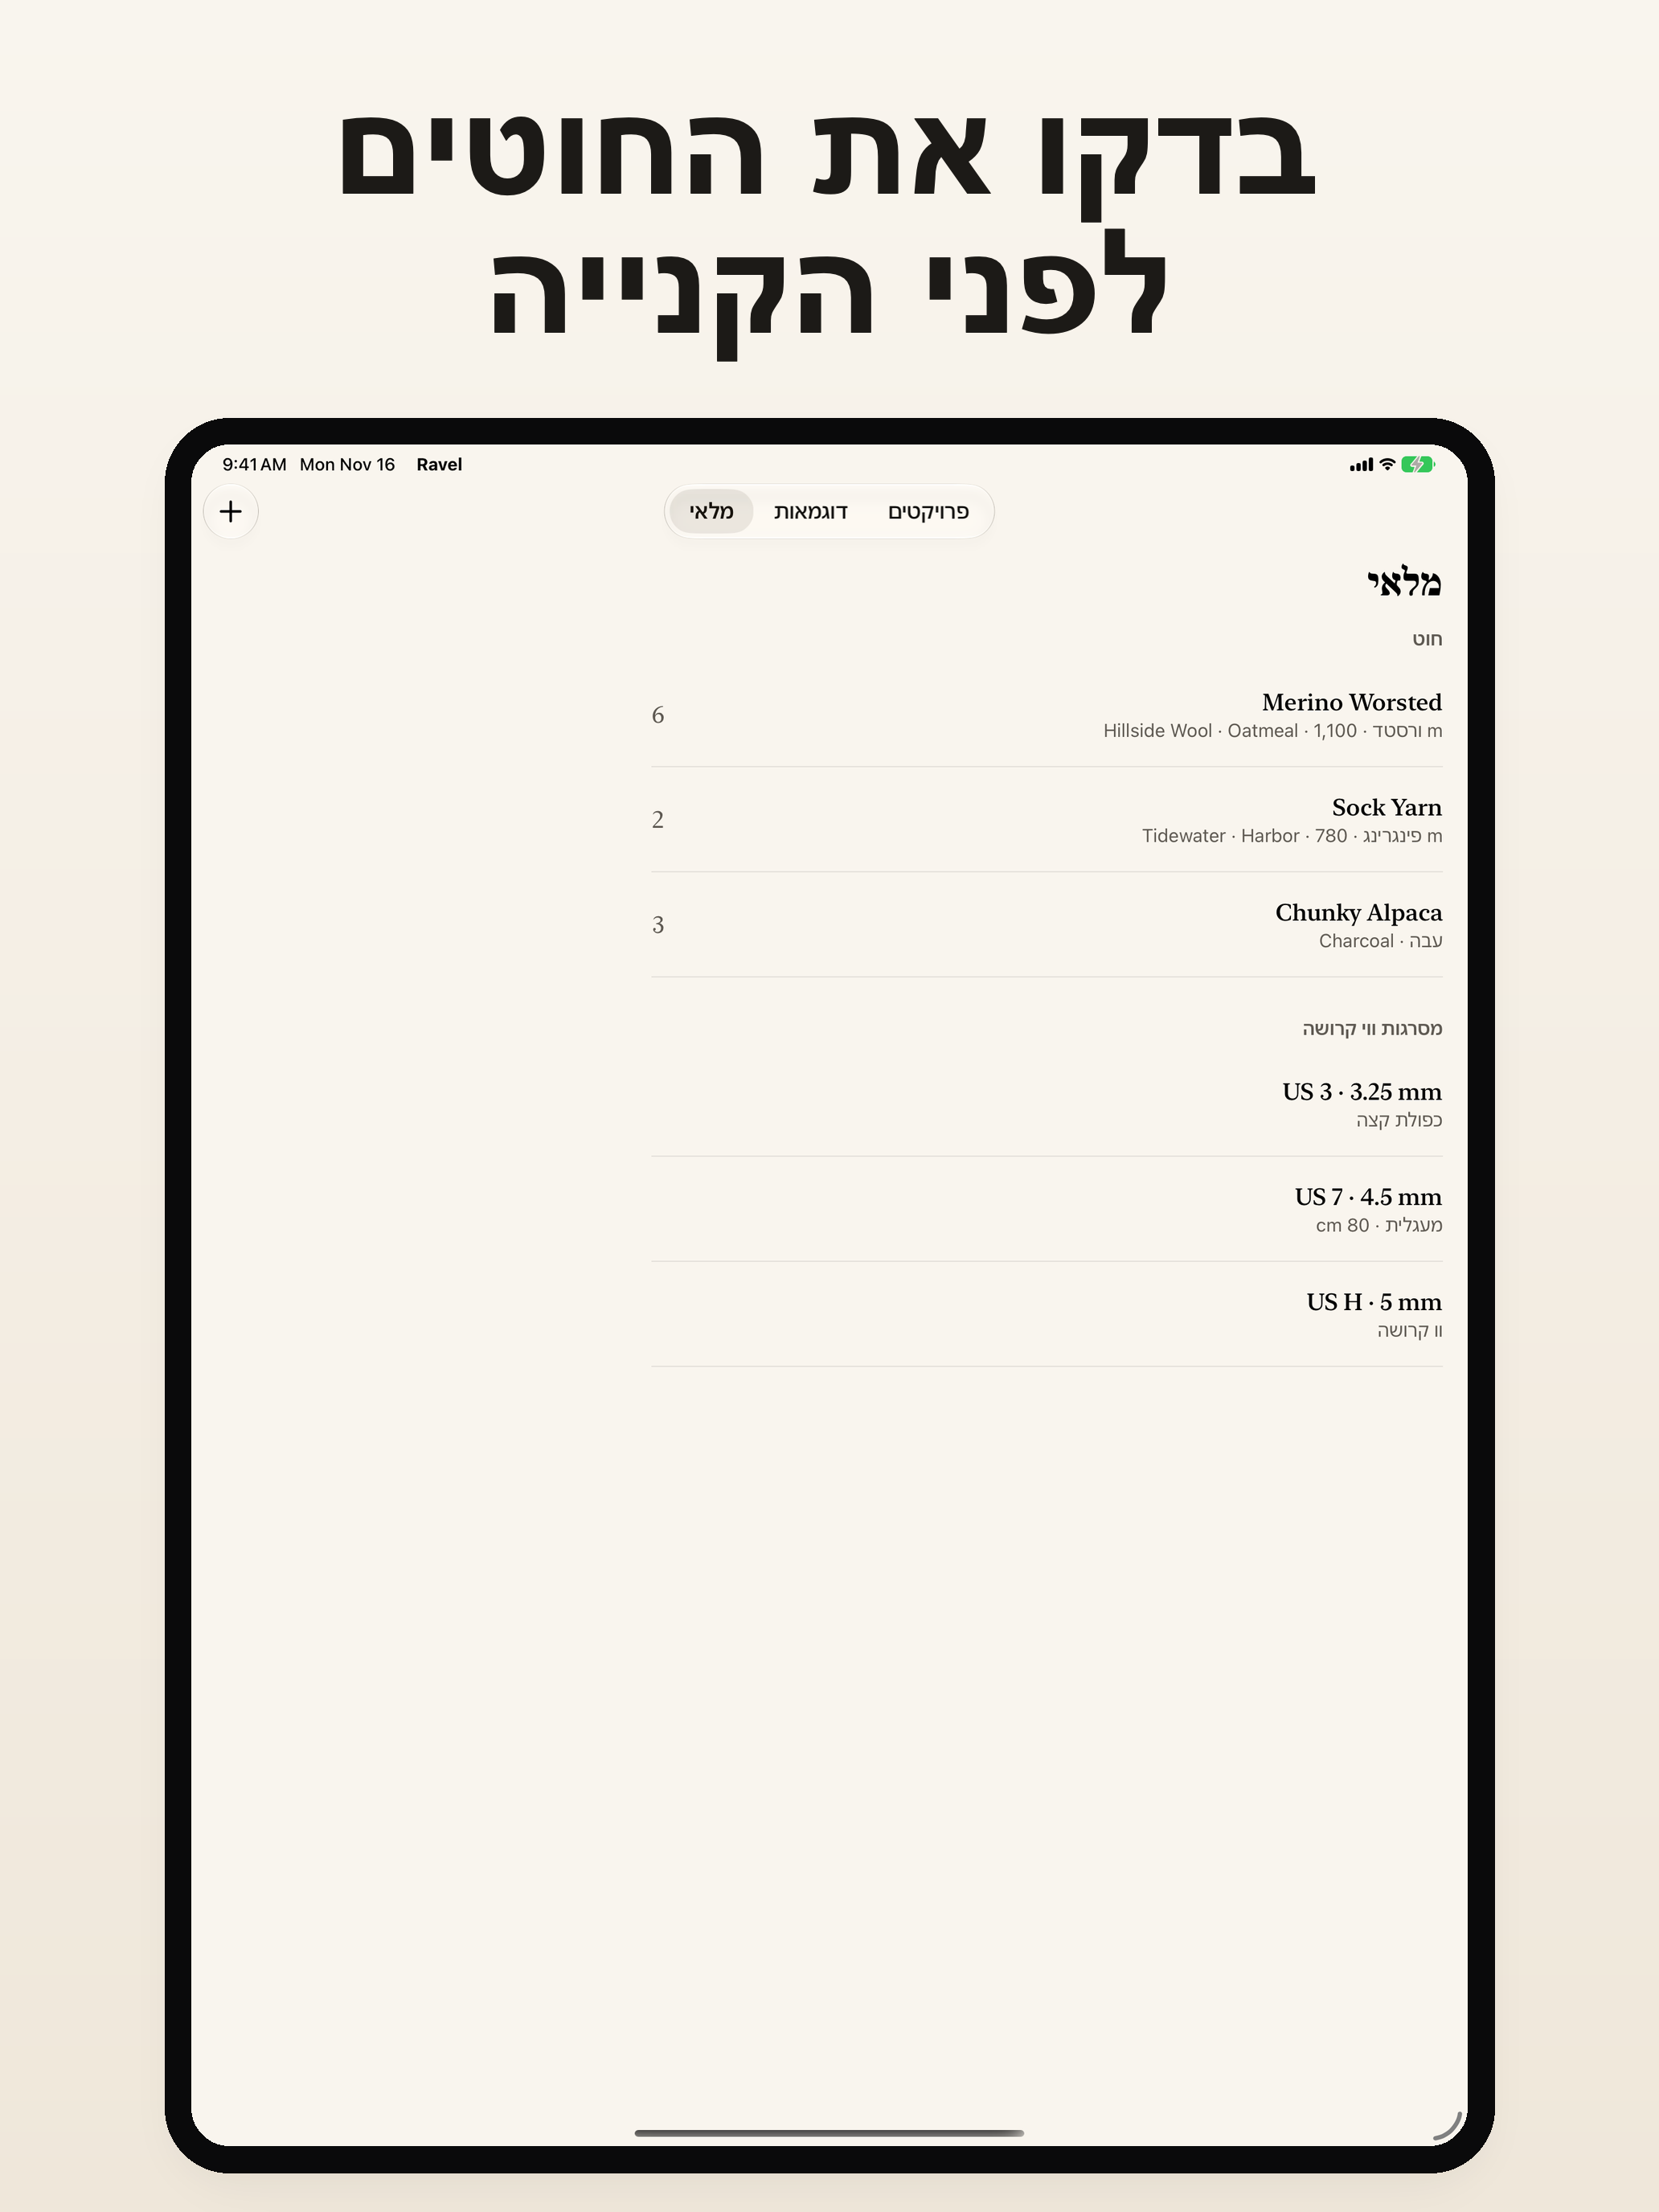 בדקו את החוטים
לפני הקנייה
9:41 AM Mon Nov 16 Ravel
פרויקטים דוגמאות מלאי
מלאי
חוט
Merino Worsted
6
Hillside Wool · Oatmeal · 1,100 · ורסטד m
Sock Yarn
2
Tidewater · Harbor · 780 · פינגרינג m
Chunky Alpaca
3
Charcoal · עבה
מסרגות ווי קרושה
US 3 · 3.25 mm
כפולת קצה
US 7 · 4.5 mm
מעגלית · 80 cm
US H · 5 mm
וו קרושה